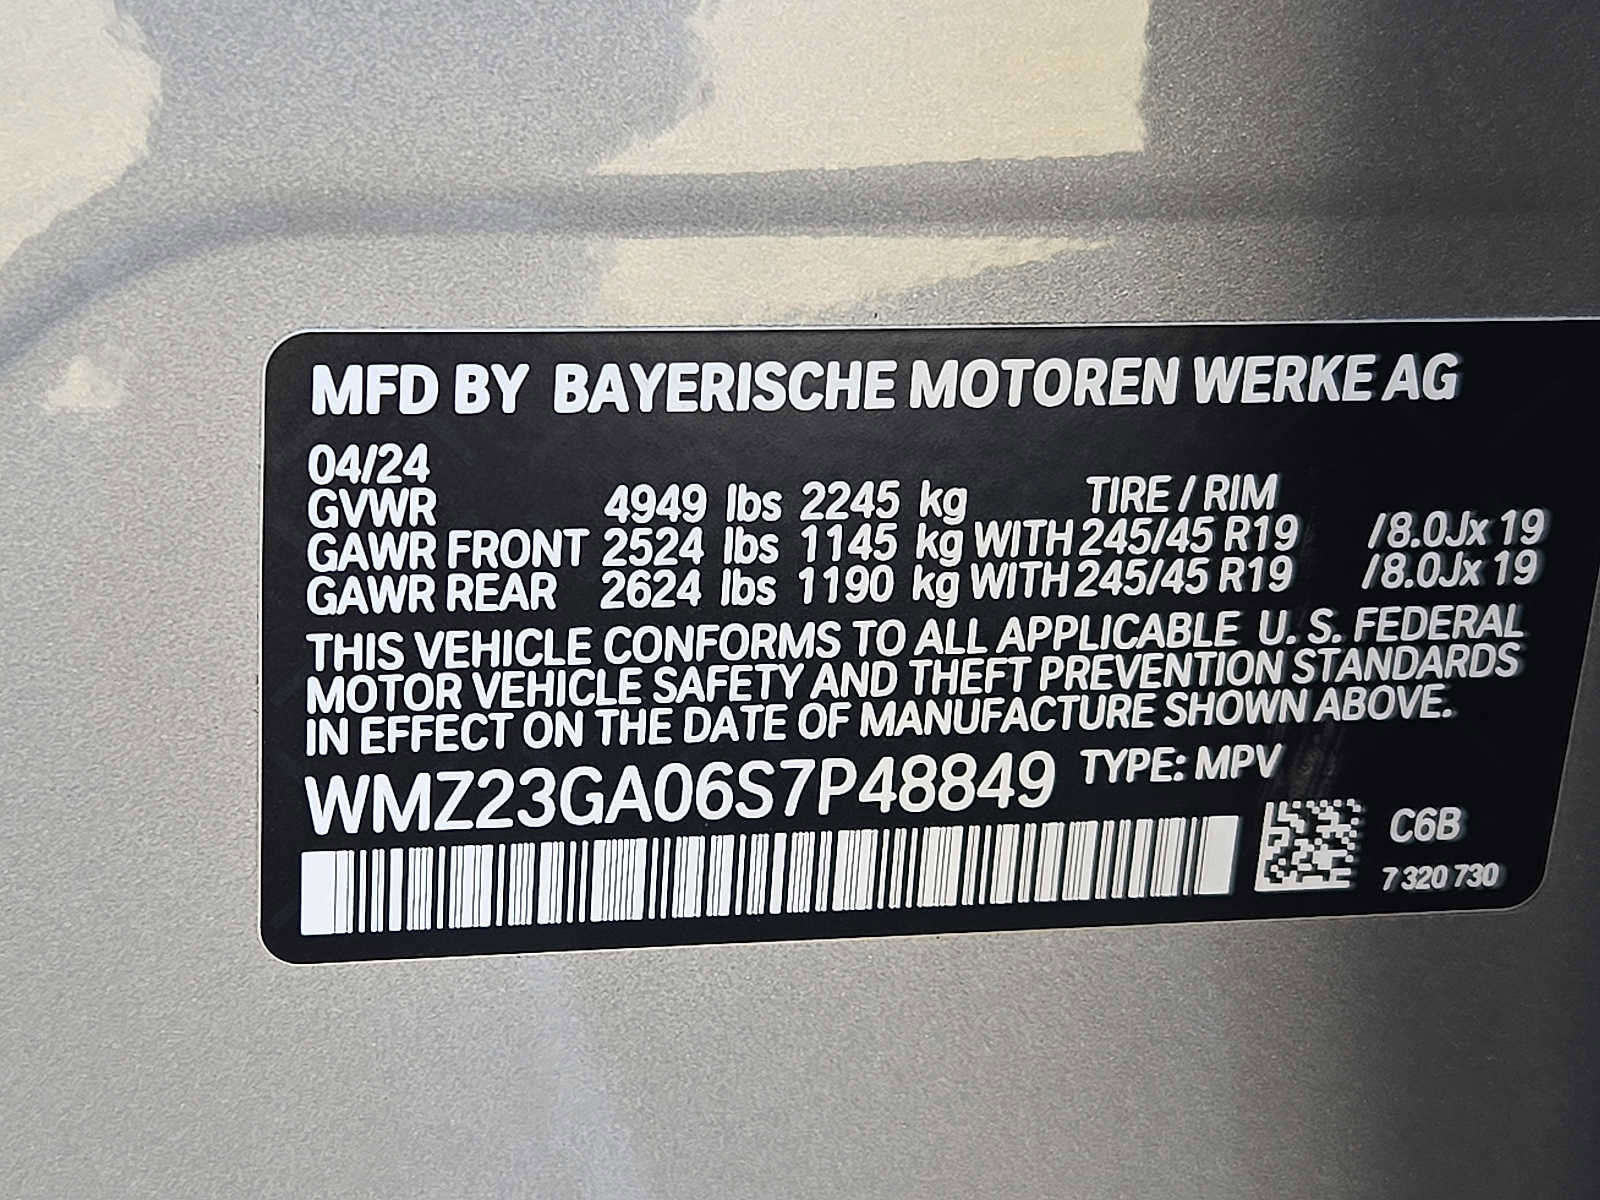 MFD BY BAYERISCHE MOTOREN WERKE AG
04/24
GVWR 4949 lbs 2245 kg TIRE / RIM
GAWR FRONT 2524 lbs 1145 kg WITH 245/45 R19 /8.0Jx 19
GAWR REAR 2624 lbs 1190 kg WITH 245/45 R19 /8.0Jx 19
THIS VEHICLE CONFORMS TO ALL APPLICABLE U. S. FEDERAL
MOTOR VEHICLE SAFETY AND THEFT PREVENTION STANDARDS
IN EFFECT ON THE DATE OF MANUFACTURE SHOWN ABOVE.
WMZ23GA06S7P48849 TYPE: MPV
C6B
7 320 730